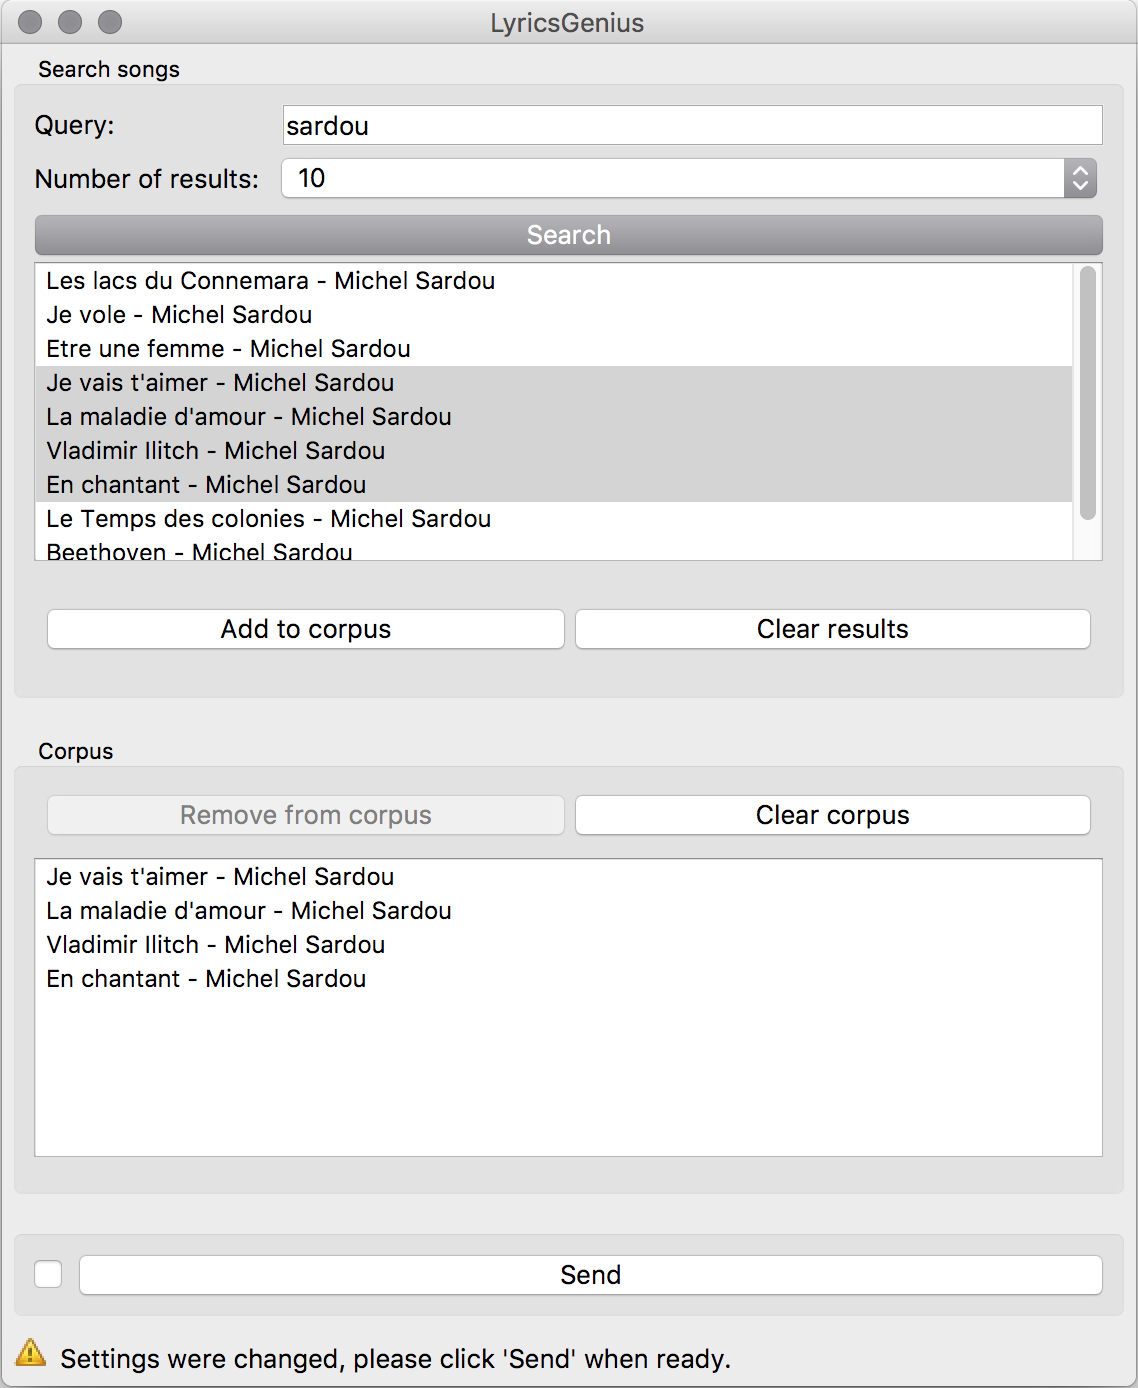 LyricsGenius
Search songs
Query: sardou
Number of results: 10
Search
Les lacs du Connemara - Michel Sardou
Je vole - Michel Sardou
Etre une femme - Michel Sardou
Je vais t'aimer - Michel Sardou
La maladie d'amour - Michel Sardou
Vladimir Ilitch - Michel Sardou
En chantant - Michel Sardou
Le Temps des colonies - Michel Sardou
Beethoven - Michel Sardou
Add to corpus Clear results
Corpus
Remove from corpus Clear corpus
Je vais t'aimer - Michel Sardou
La maladie d'amour - Michel Sardou
Vladimir Ilitch - Michel Sardou
En chantant - Michel Sardou
Send
Settings were changed, please click 'Send' when ready.